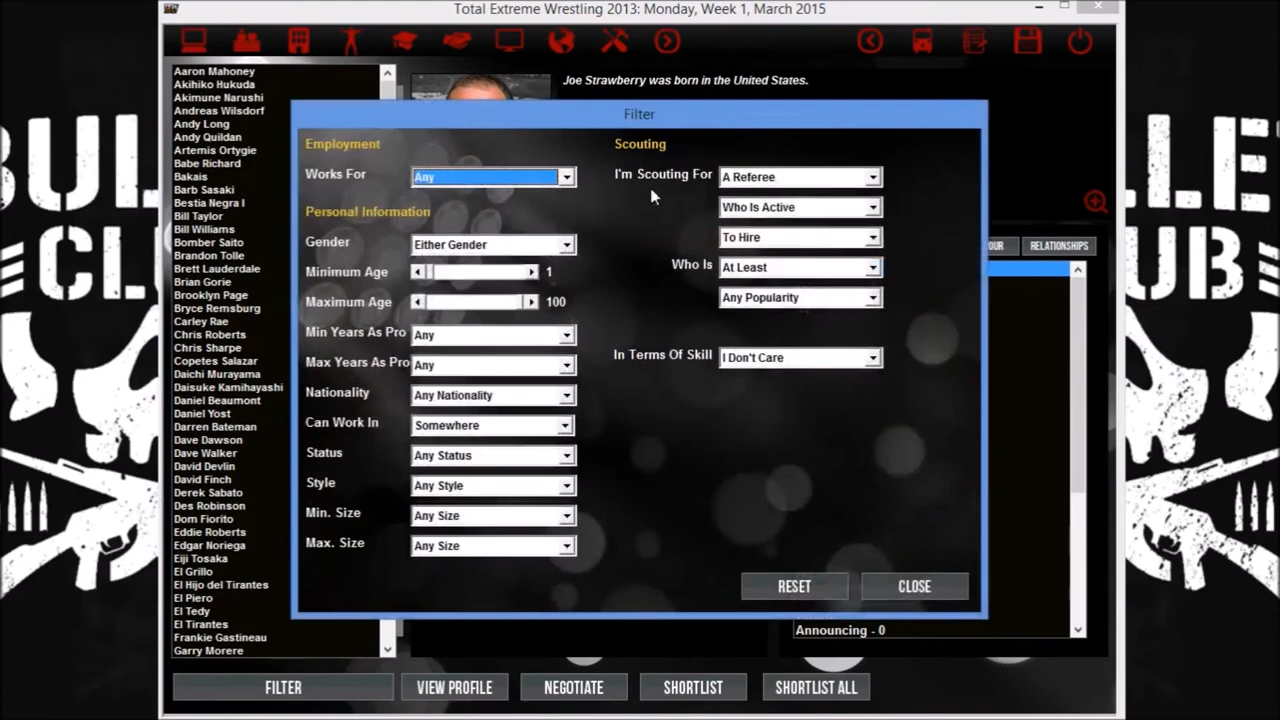 Total Extreme Wrestling 2013: Monday, Week 1, March 2015
Joe Strawberry was born in the United States.
Aaron Mahoney
Akihiko Hukuda
Akimune Narushi
Andreas Wilsdorf
Andy Long
Andy Quildan
Artemis Ortygie
Babe Richard
Bakais
Barb Sasaki
Bestia Negra I
Bill Taylor
Bill Williams
Bomber Saito
Brandon Tolle
Brett Lauderdale
Brian Gorie
Brooklyn Page
Bryce Remsburg
Carley Rae
Chris Roberts
Chris Sharpe
Copetes Salazar
Daichi Murayama
Daisuke Kamihayashi
Daniel Beaumont
Daniel Yost
Darren Bateman
Dave Dawson
Dave Walker
David Devlin
David Finch
Derek Sabato
Des Robinson
Dom Fiorito
Eddie Roberts
Edgar Noriega
Eiji Tosaka
El Grillo
El Hijo del Tirantes
El Piero
El Tedy
El Tirantes
Frankie Gastineau
Garry Morere
Filter
Employment
Works For Any
Personal Information
Gender Either Gender
Minimum Age 1
Maximum Age 100
Min Years As Pro Any
Max Years As Pro Any
Nationality Any Nationality
Can Work In Somewhere
Status Any Status
Style Any Style
Min. Size Any Size
Max. Size Any Size
Scouting
I'm Scouting For A Referee
Who Is Active
To Hire
Who Is At Least
Any Popularity
In Terms Of Skill I Don't Care
RESET CLOSE
OUR RELATIONSHIPS
Announcing - 0
FILTER VIEW PROFILE NEGOTIATE SHORTLIST SHORTLIST ALL
BUL
CLU
LLE
UB